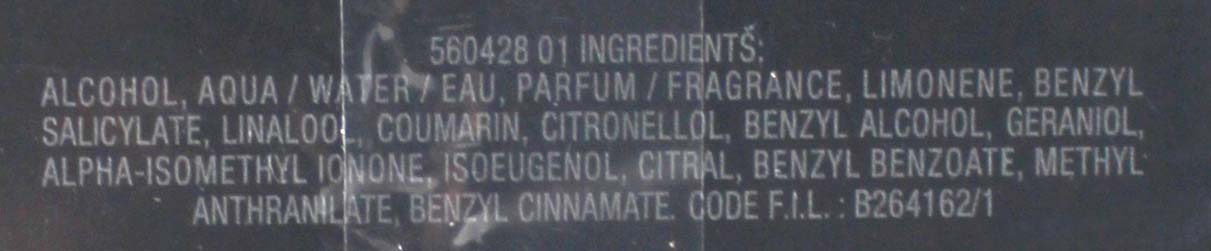 560428 01 INGREDIENTS:
ALCOHOL, AQUA / WATER / EAU, PARFUM / FRAGRANCE, LIMONENE, BENZYL
SALICYLATE, LINALOOL, COUMARIN, CITRONELLOL, BENZYL ALCOHOL, GERANIOL,
ALPHA-ISOMETHYL IONONE, ISOEUGENOL, CITRAL, BENZYL BENZOATE, METHYL
ANTHRANILATE, BENZYL CINNAMATE. CODE F.I.L. : B264162/1